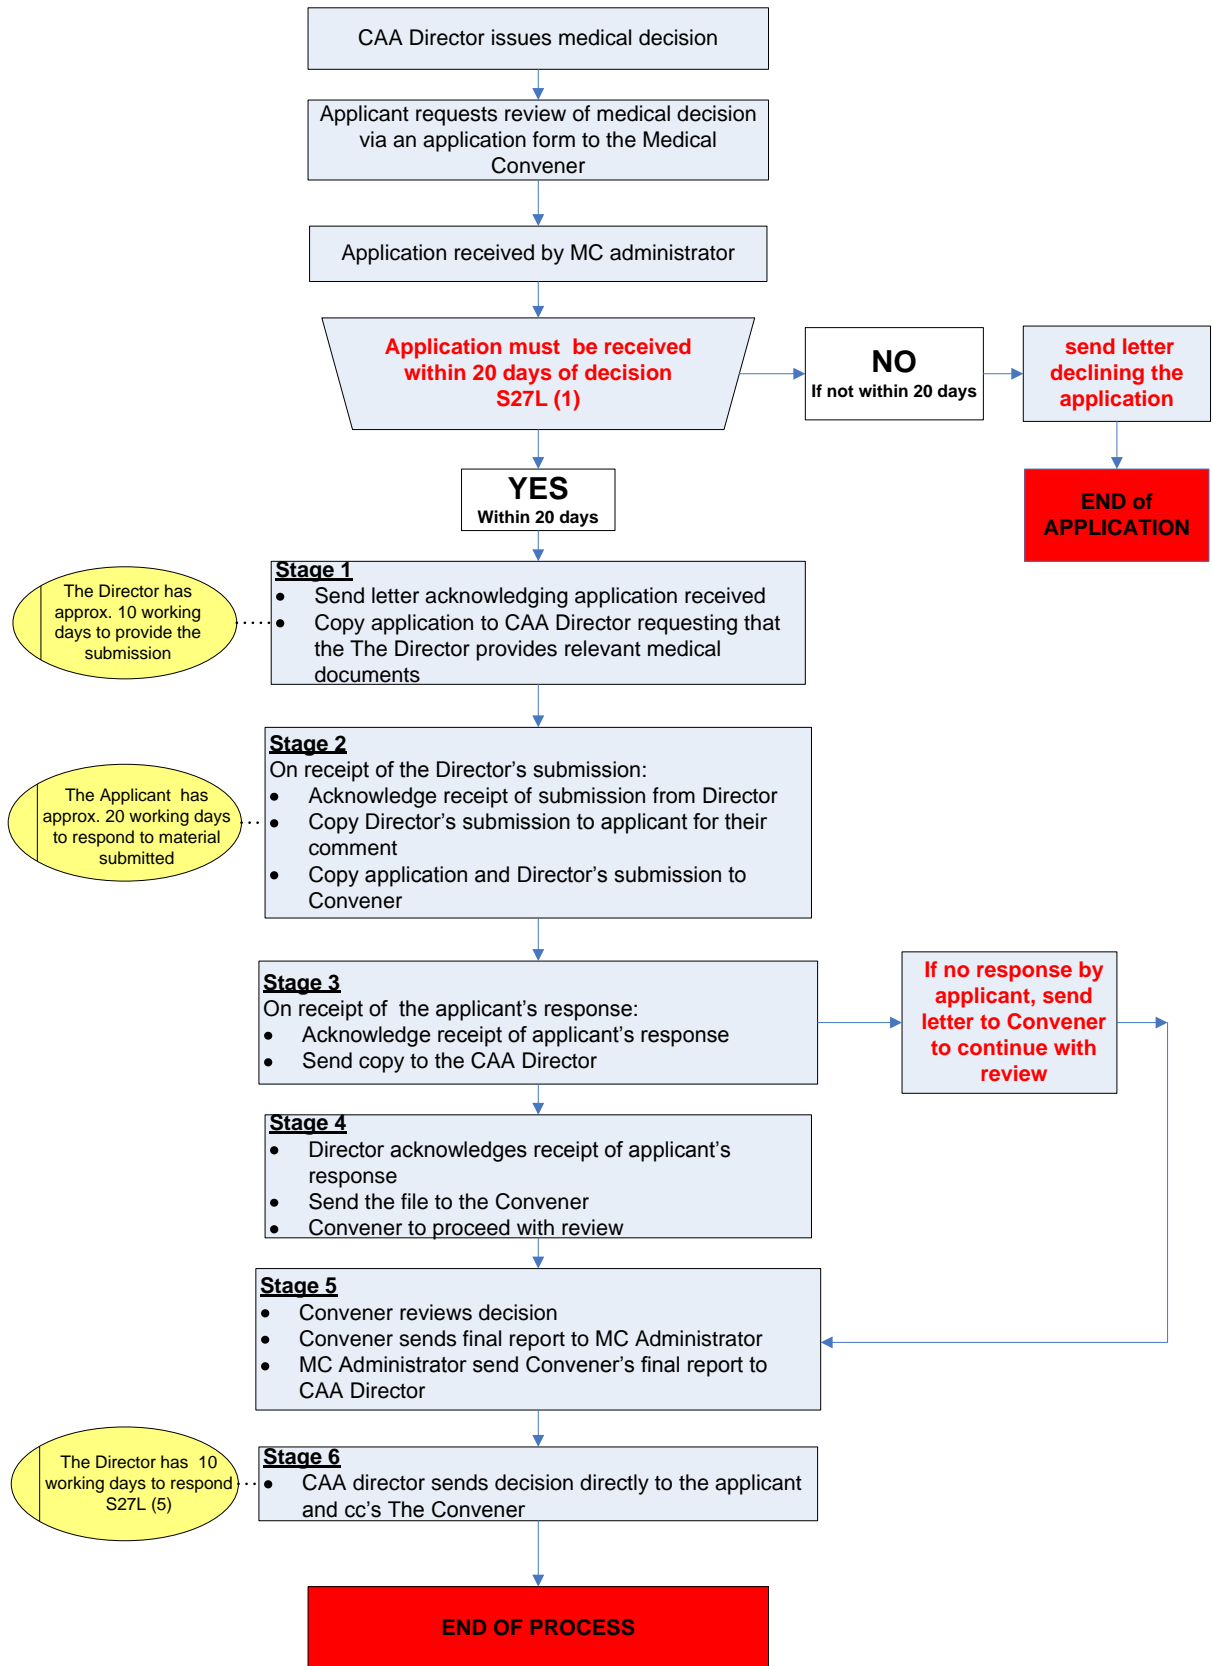 CAA Director issues medical decision
Applicant requests review of medical decision
via an application form to the Medical
Convener
Application received by MC administrator
Application must be received
within 20 days of decision
S27L (1)
NO
If not within 20 days
send letter
declining the
application
YES
Within 20 days
END of
APPLICATION
The Director has
approx. 10 working
days to provide the
submission
Stage 1
• Send letter acknowledging application received
• Copy application to CAA Director requesting that
the The Director provides relevant medical
documents
The Applicant has
approx. 20 working days
to respond to material
submitted
Stage 2
On receipt of the Director’s submission:
• Acknowledge receipt of submission from Director
• Copy Director’s submission to applicant for their
comment
• Copy application and Director’s submission to
Convener
Stage 3
On receipt of the applicant’s response:
• Acknowledge receipt of applicant’s response
• Send copy to the CAA Director
If no response by
applicant, send
letter to Convener
to continue with
review
Stage 4
• Director acknowledges receipt of applicant’s
response
• Send the file to the Convener
• Convener to proceed with review
Stage 5
• Convener reviews decision
• Convener sends final report to MC Administrator
• MC Administrator send Convener’s final report to
CAA Director
The Director has 10
working days to respond
S27L (5)
Stage 6
• CAA director sends decision directly to the applicant
and cc’s The Convener
END OF PROCESS